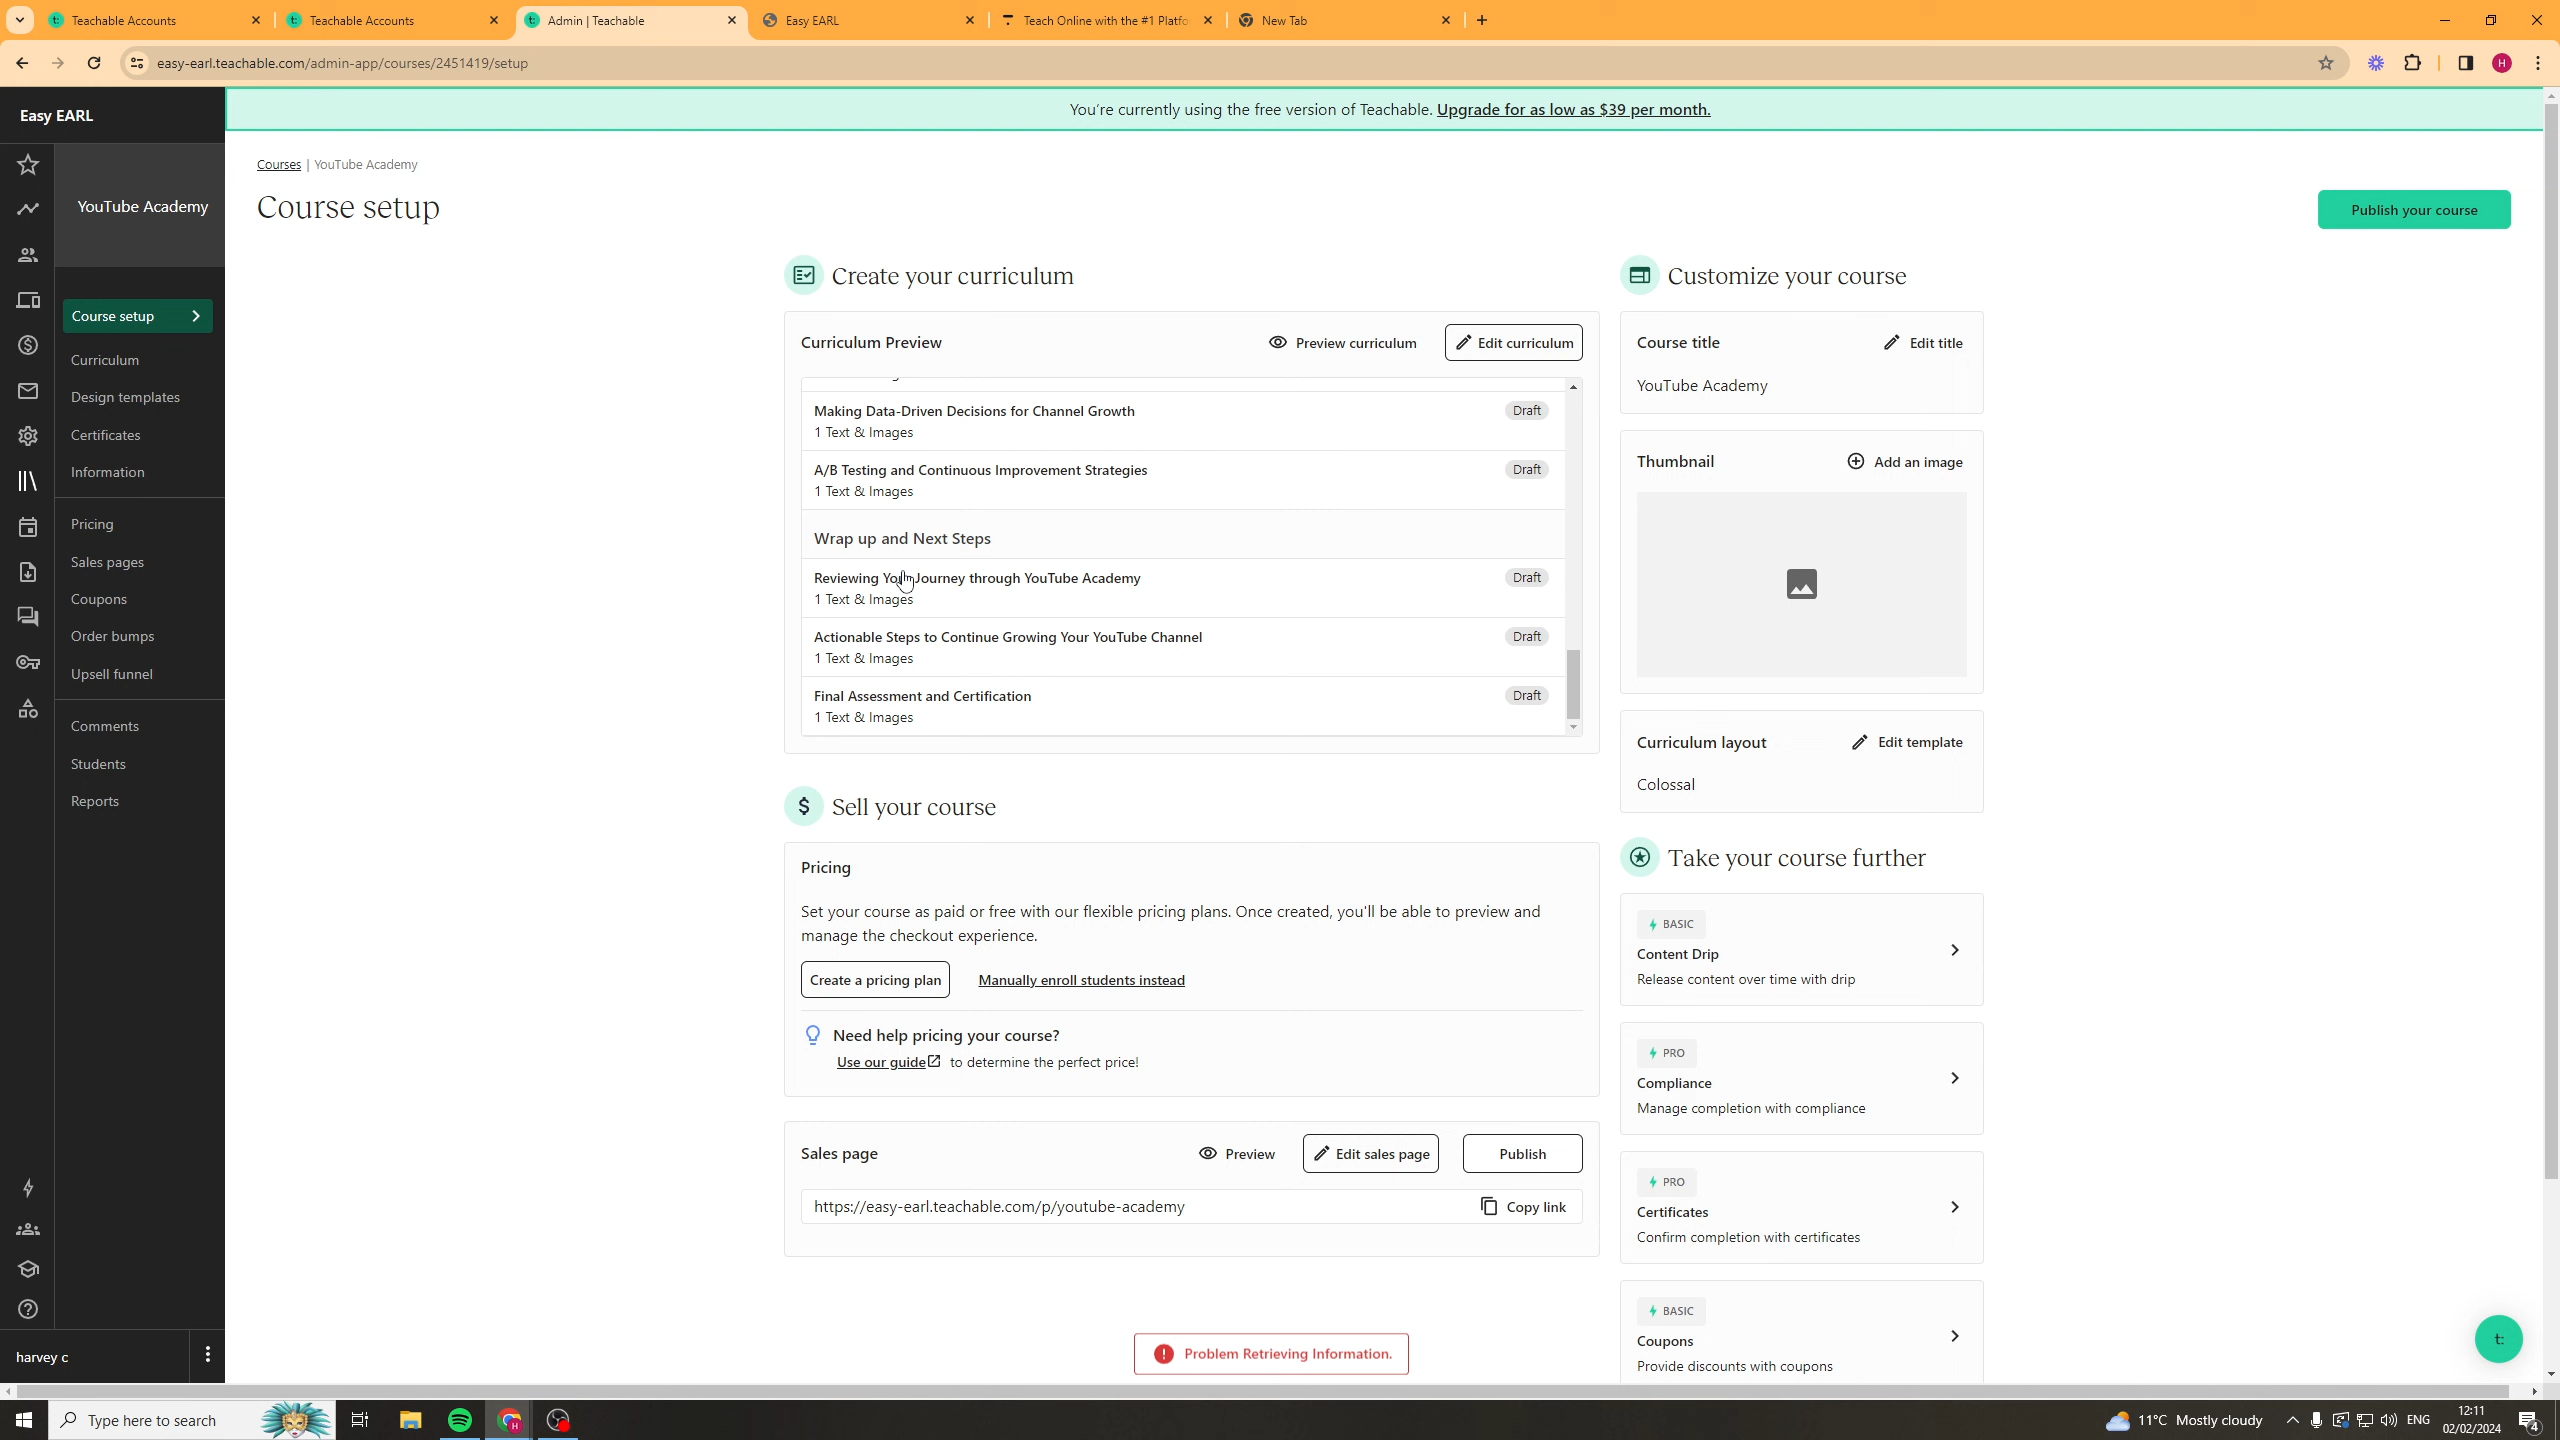 Teachable Accounts
Teachable Accounts
Admin | Teachable
Easy EARL
Teach Online with the #1 Platfo
New Tab
easy-earl.teachable.com/admin-app/courses/2451419/setup
H
Easy EARL
You're currently using the free version of Teachable. Upgrade for as low as $39 per month.
YouTube Academy
Courses | YouTube Academy
Course setup
Publish your course
Course setup
Curriculum
Design templates
Certificates
Information
Pricing
Sales pages
Coupons
Order bumps
Upsell funnel
Comments
Students
Reports
harvey c
Create your curriculum
Curriculum Preview
Preview curriculum
Edit curriculum
Making Data-Driven Decisions for Channel Growth
Draft
1 Text & Images
A/B Testing and Continuous Improvement Strategies
Draft
1 Text & Images
Wrap up and Next Steps
Reviewing Your Journey through YouTube Academy
Draft
1 Text & Images
Actionable Steps to Continue Growing Your YouTube Channel
Draft
1 Text & Images
Final Assessment and Certification
Draft
1 Text & Images
Sell your course
Pricing
Set your course as paid or free with our flexible pricing plans. Once created, you'll be able to preview and
manage the checkout experience.
Create a pricing plan
Manually enroll students instead
Need help pricing your course?
Use our guide to determine the perfect price!
Sales page
Preview
Edit sales page
Publish
https://easy-earl.teachable.com/p/youtube-academy
Copy link
Problem Retrieving Information.
Customize your course
Course title
Edit title
YouTube Academy
Thumbnail
Add an image
Curriculum layout
Edit template
Colossal
Take your course further
BASIC
Content Drip
Release content over time with drip
PRO
Compliance
Manage completion with compliance
PRO
Certificates
Confirm completion with certificates
BASIC
Coupons
Provide discounts with coupons
t:
Type here to search
11°C Mostly cloudy
ENG
12:11
02/02/2024
4